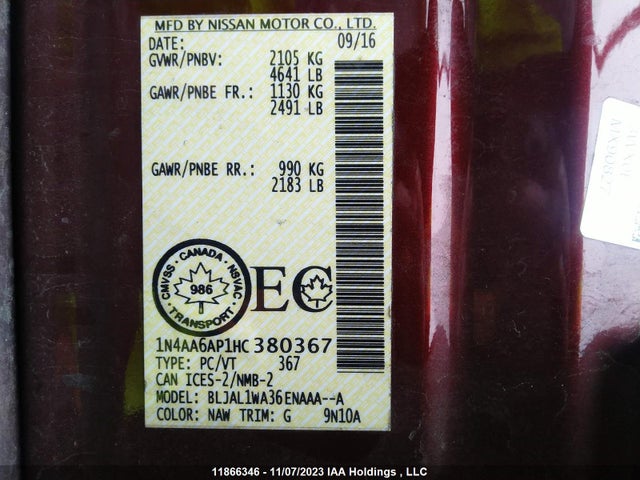 MFD BY NISSAN MOTOR CO., LTD.
DATE: 09/16
GVWR/PNBV: 2105 KG
4641 LB
GAWR/PNBE FR.: 1130 KG
2491 LB
GAWR/PNBE RR.: 990 KG
2183 LB
CANADA · NSVAC · TRANSPORT · CMVSS ·
986
EC
1N4AA6AP1HC380367
TYPE: PC/VT 367
CAN ICES-2/NMB-2
MODEL: BLJAL1WA36ENAAA--A
COLOR: NAW TRIM: G 9N10A
11866346 - 11/07/2023 IAA Holdings , LLC